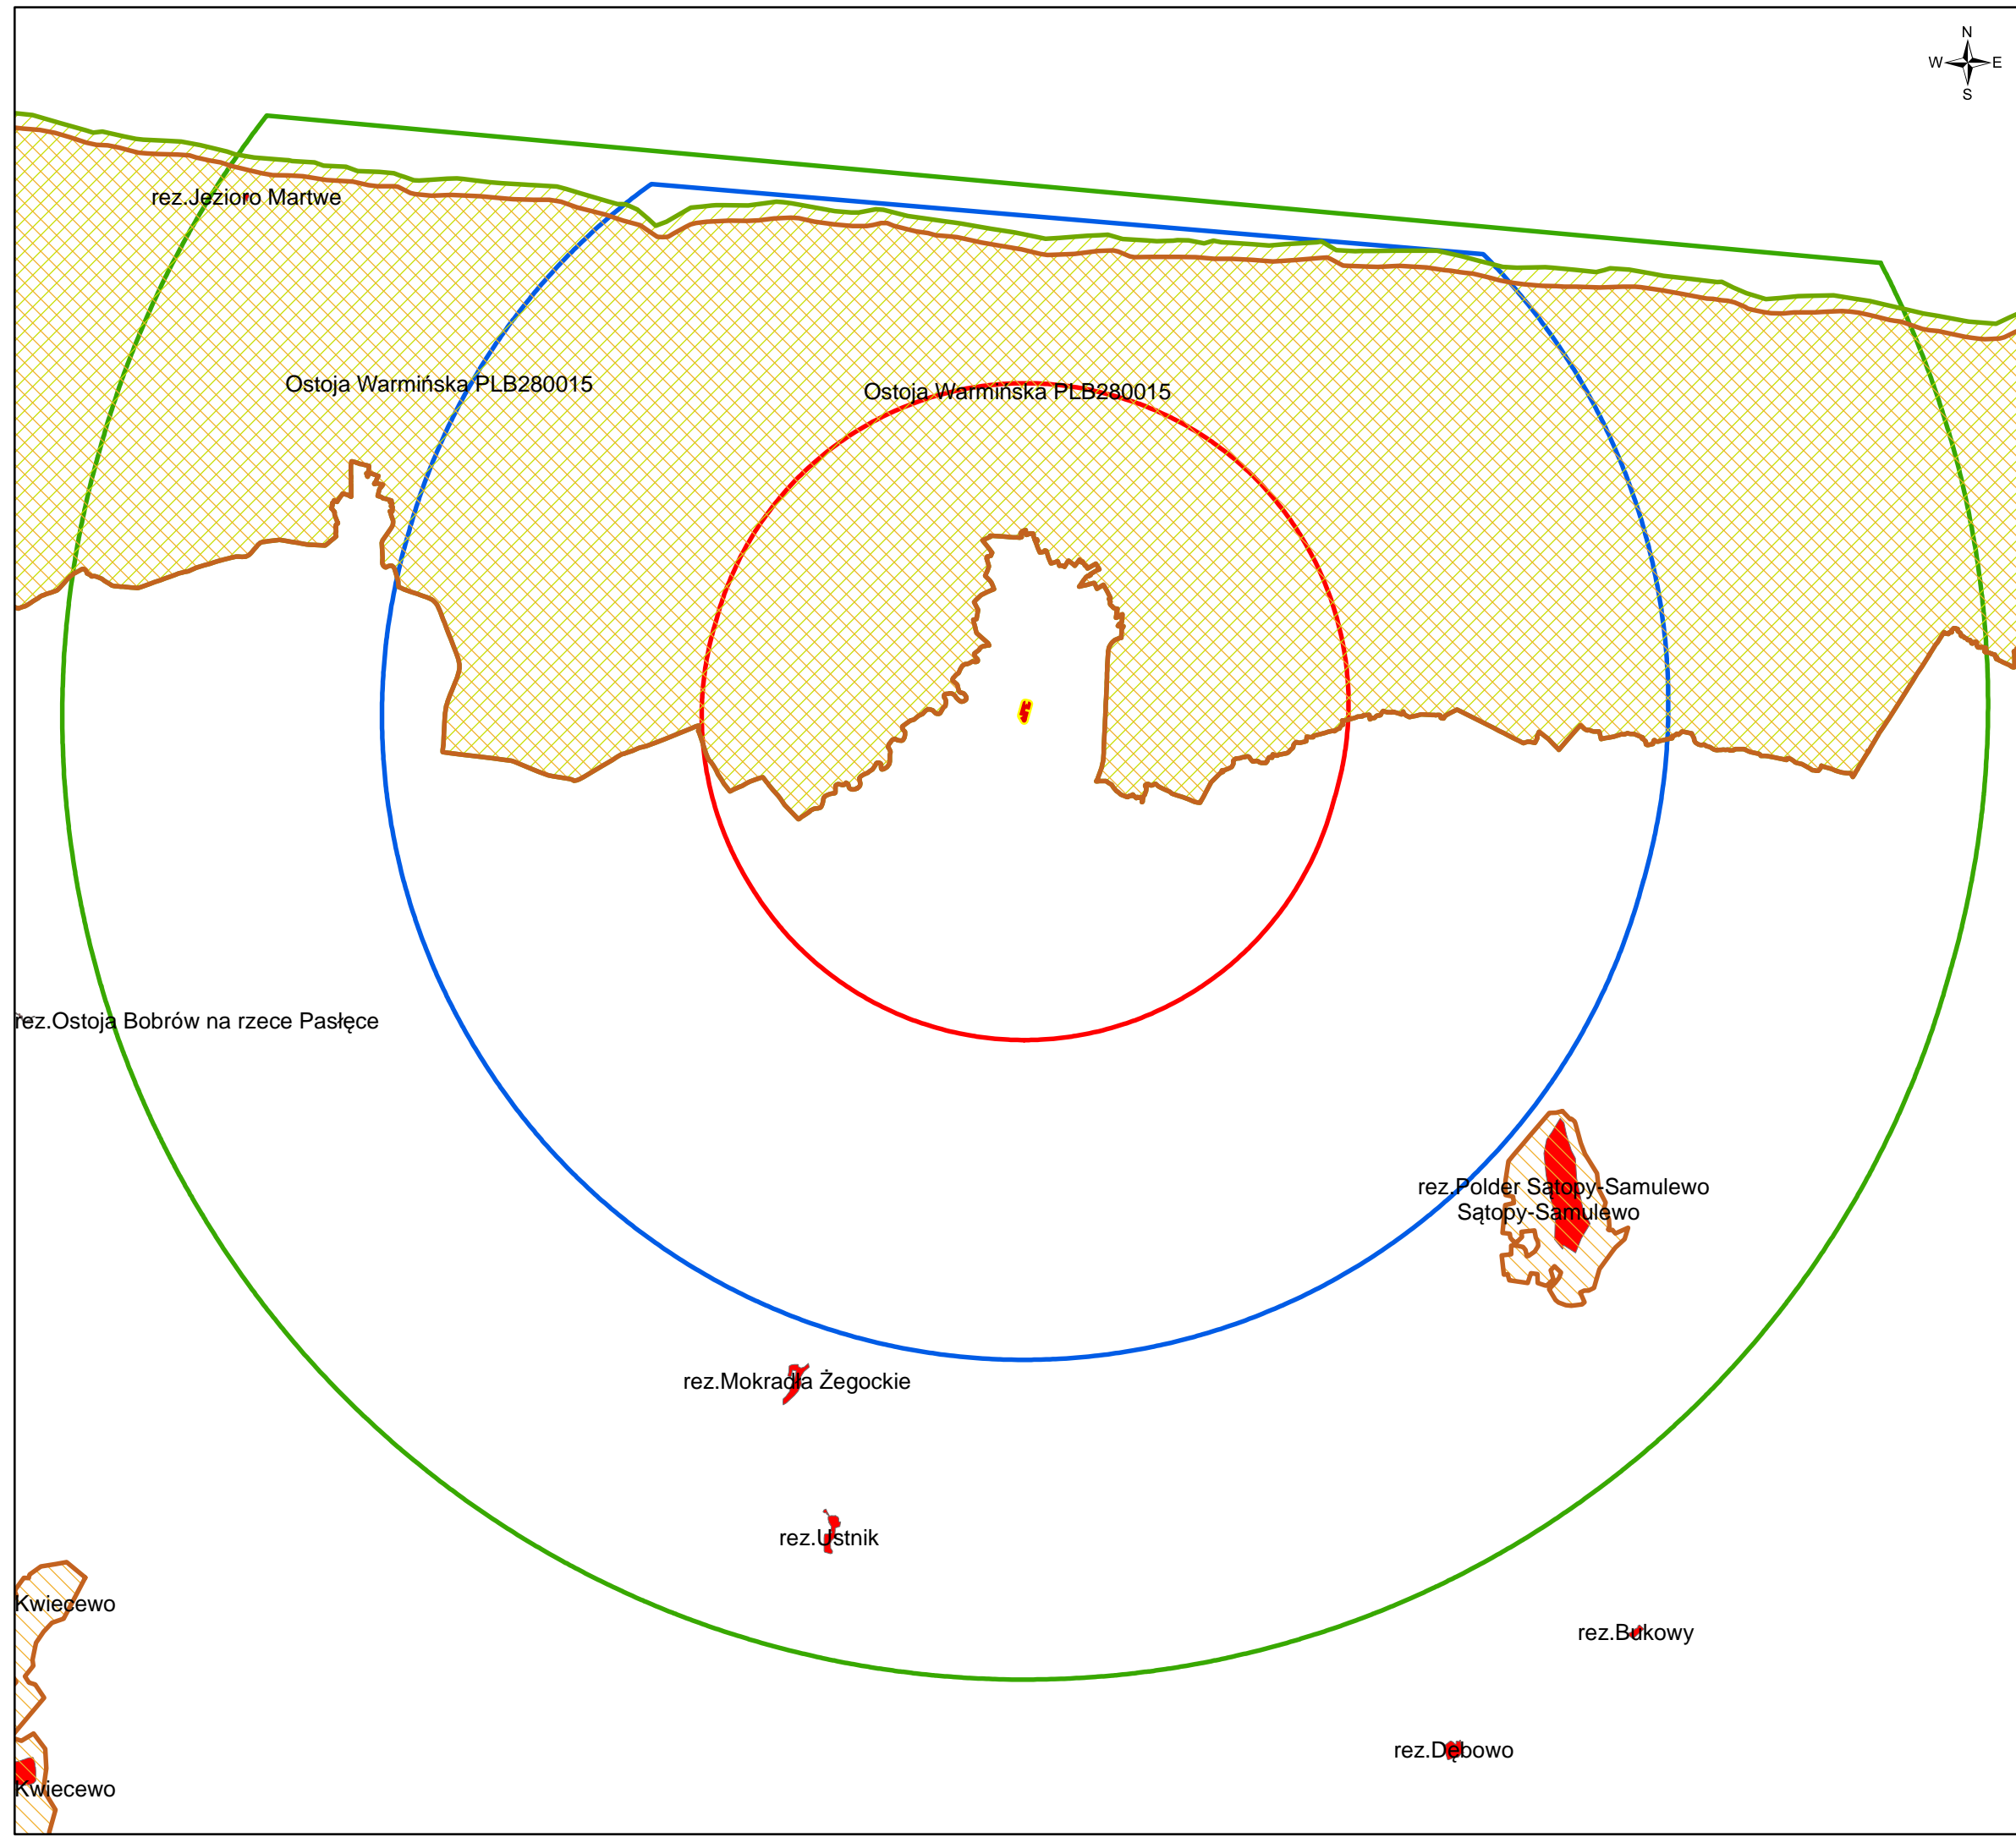 N
W E
S
rez.Jezioro Martwe
Ostoja Warmińska PLB280015
Ostoja Warmińska PLB280015
rez.Ostoja Bobrów na rzece Pasłęce
rez.Polder Sątopy-Samulewo
Sątopy-Samulewo
rez.Mokradła Żegockie
rez.Ustnik
Kwiecewo
rez.Bukowy
rez.Dębowo
Kwiecewo